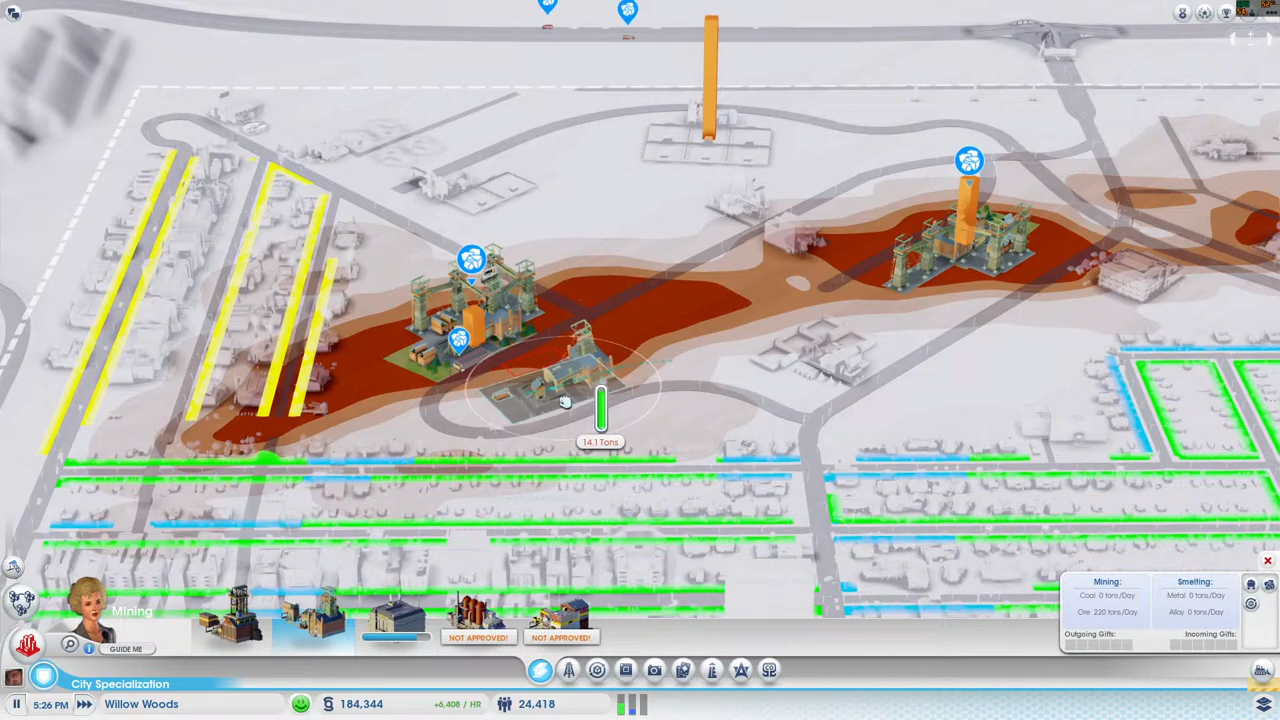 14.1 Tons
Mining
GUIDE ME
NOT APPROVED!
NOT APPROVED!
Mining:
Coal 0 tons/Day
Ore 220 tons/Day
Smelting:
Metal 0 tons/Day
Alloy 0 tons/Day
Outgoing Gifts:
Incoming Gifts:
City Specialization
5:26 PM
Willow Woods
184,344
+6,408 / HR
24,418